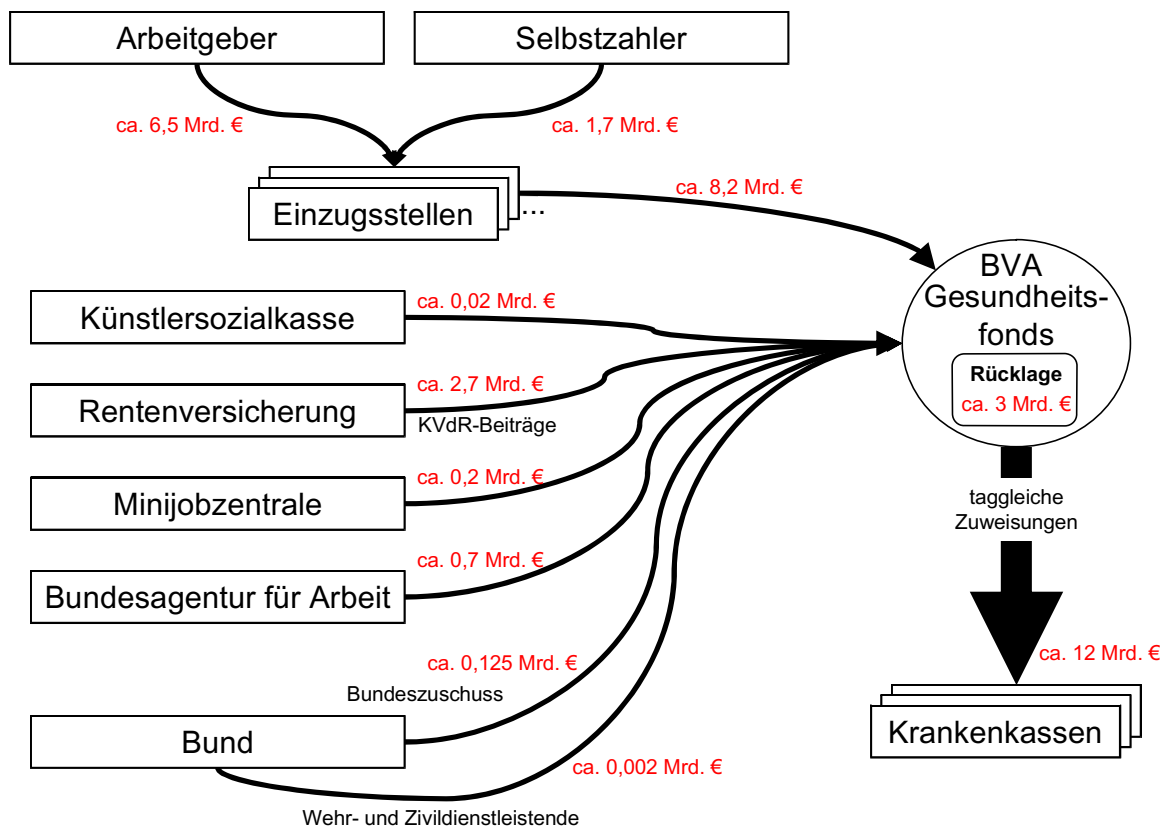 Arbeitgeber
Selbstzahler
ca. 6,5 Mrd. €
ca. 1,7 Mrd. €
Einzugsstellen
...
ca. 8,2 Mrd. €
BVA
Gesundheits-
fonds
Rücklage
ca. 3 Mrd. €
Künstlersozialkasse
ca. 0,02 Mrd. €
Rentenversicherung
ca. 2,7 Mrd. €
KVdR-Beiträge
Minijobzentrale
ca. 0,2 Mrd. €
Bundesagentur für Arbeit
ca. 0,7 Mrd. €
Bund
ca. 0,125 Mrd. €
Bundeszuschuss
ca. 0,002 Mrd. €
Wehr- und Zivildienstleistende
taggleiche
Zuweisungen
ca. 12 Mrd. €
Krankenkassen